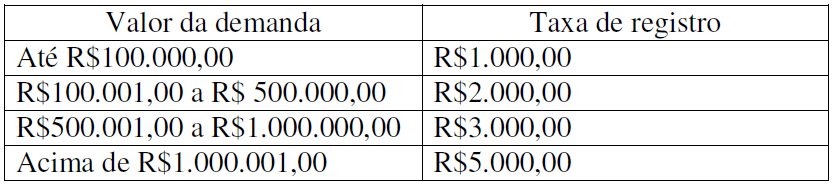 Valor da demanda Taxa de registro
Até R$100.000,00 R$1.000,00
R$100.001,00 a R$ 500.000,00 R$2.000,00
R$500.001,00 a R$1.000.000,00 R$3.000,00
Acima de R$1.000.001,00 R$5.000,00